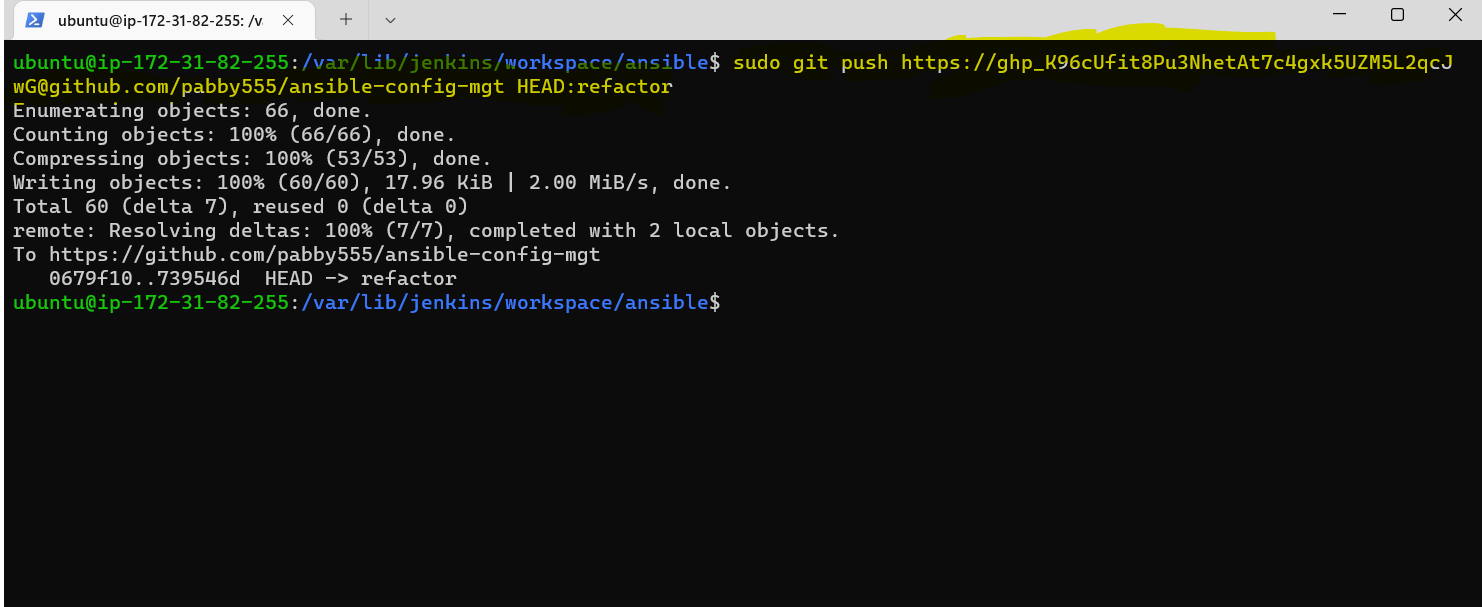 ubuntu@ip-172-31-82-255: /va
ubuntu@ip-172-31-82-255:/var/lib/jenkins/workspace/ansible$ sudo git push https://ghp_K96cUfit8Pu3NhetAt7c4gxk5UZM5L2qcJ
wG@github.com/pabby555/ansible-config-mgt HEAD:refactor
Enumerating objects: 66, done.
Counting objects: 100% (66/66), done.
Compressing objects: 100% (53/53), done.
Writing objects: 100% (60/60), 17.96 KiB | 2.00 MiB/s, done.
Total 60 (delta 7), reused 0 (delta 0)
remote: Resolving deltas: 100% (7/7), completed with 2 local objects.
To https://github.com/pabby555/ansible-config-mgt
   0679f10..739546d  HEAD -> refactor
ubuntu@ip-172-31-82-255:/var/lib/jenkins/workspace/ansible$